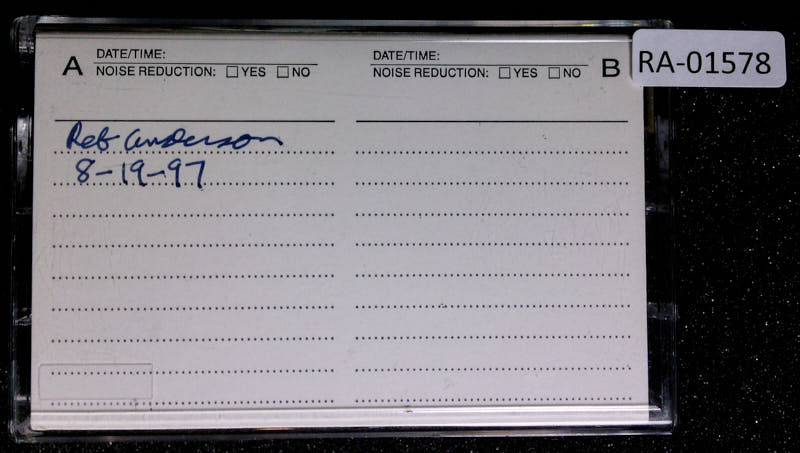 A DATE/TIME:
NOISE REDUCTION: ☐ YES ☐ NO
DATE/TIME:
NOISE REDUCTION: ☐ YES ☐ NO B
RA-01578
Reb Anderson
8-19-97